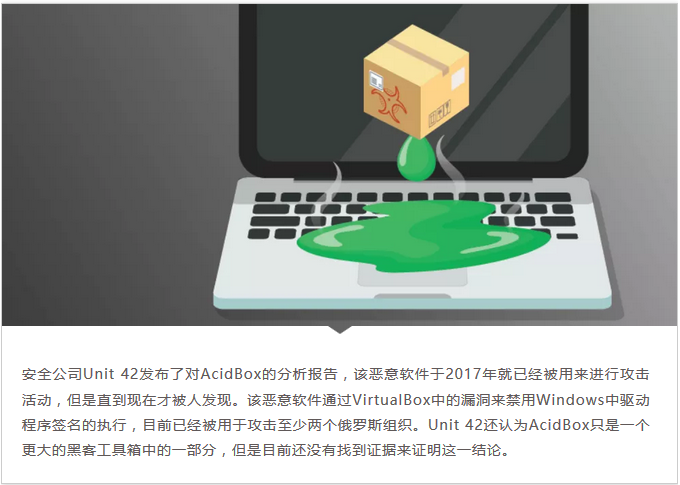 安全公司Unit 42发布了对AcidBox的分析报告，该恶意软件于2017年就已经被用来进行攻击
活动，但是直到现在才被人发现。该恶意软件通过VirtualBox中的漏洞来禁用Windows中驱动
程序签名的执行，目前已经被用于攻击至少两个俄罗斯组织。Unit 42还认为AcidBox只是一个
更大的黑客工具箱中的一部分，但是目前还没有找到证据来证明这一结论。